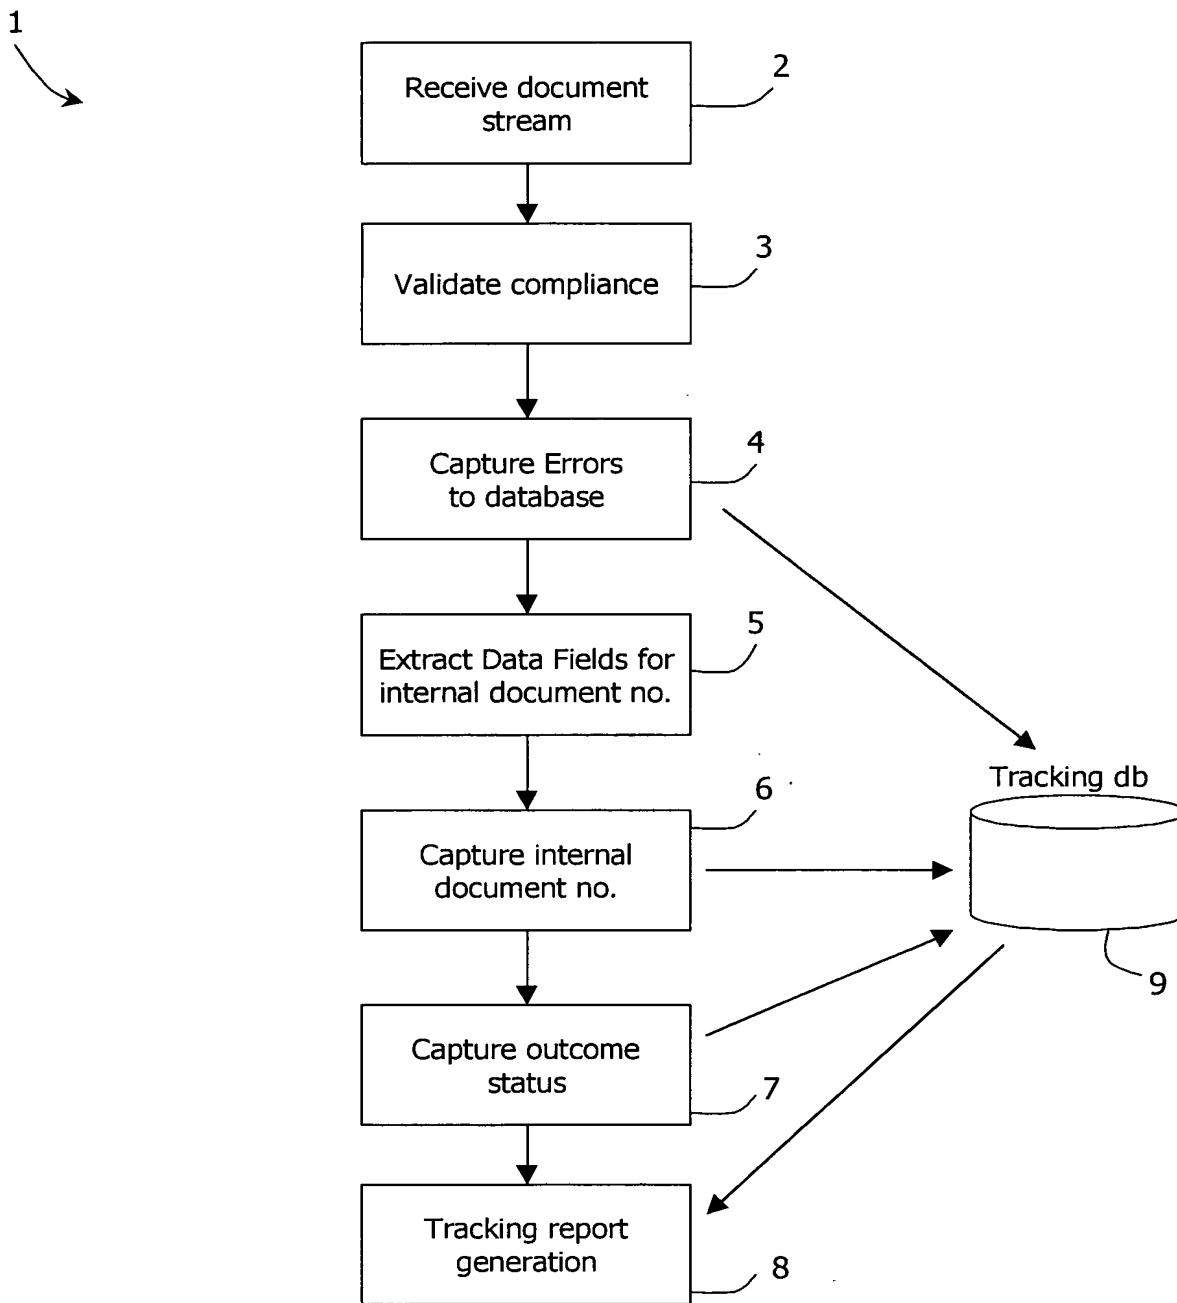 1
Receive document
stream
2
Validate compliance
3
Capture Errors
to database
4
Extract Data Fields for
internal document no.
5
Capture internal
document no.
6
Tracking db
9
Capture outcome
status
7
Tracking report
generation
8